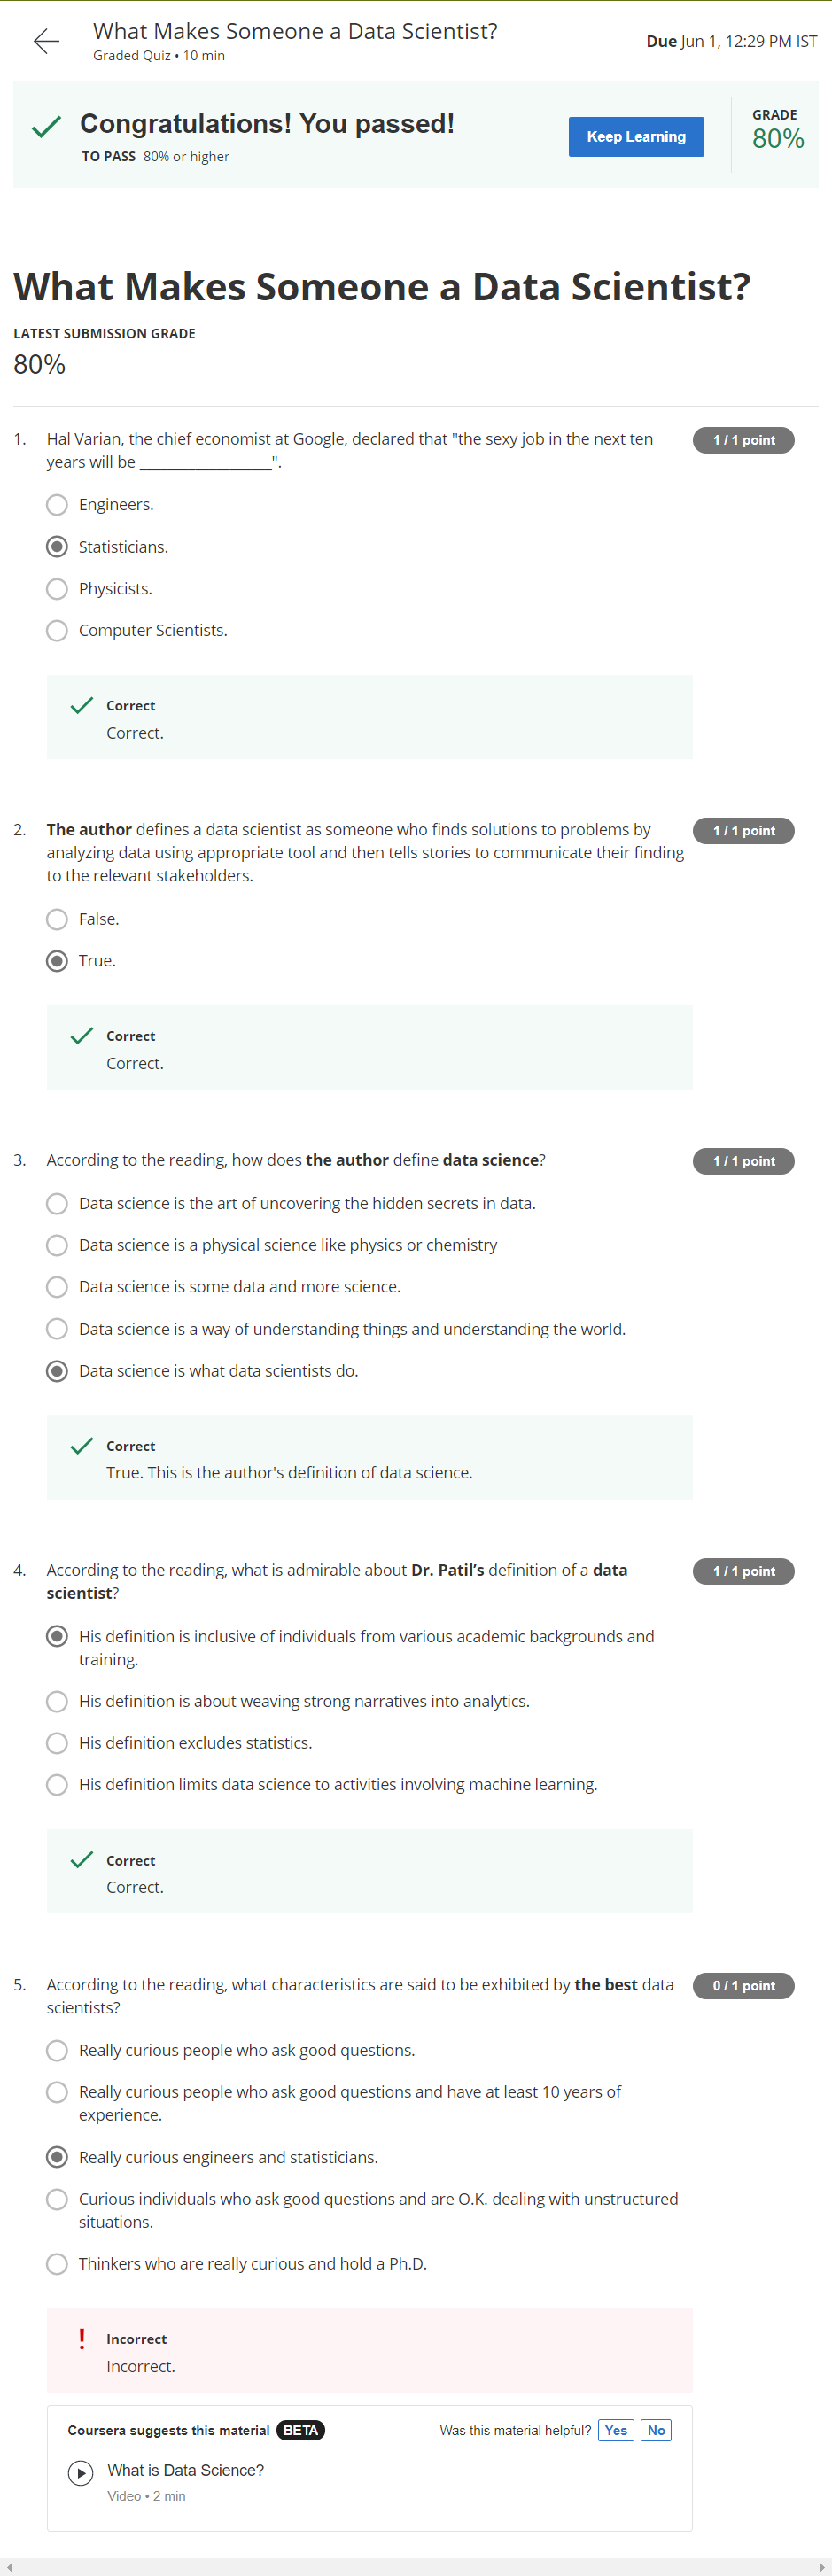 What Makes Someone a Data Scientist?
Graded Quiz • 10 min
Due Jun 1, 12:29 PM IST
Congratulations! You passed!
TO PASS 80% or higher
Keep Learning
GRADE
80%
What Makes Someone a Data Scientist?
LATEST SUBMISSION GRADE
80%
1. Hal Varian, the chief economist at Google, declared that "the sexy job in the next ten
years will be _________________".
1 / 1 point
Engineers.
Statisticians.
Physicists.
Computer Scientists.
Correct
Correct.
2. The author defines a data scientist as someone who finds solutions to problems by
analyzing data using appropriate tool and then tells stories to communicate their finding
to the relevant stakeholders.
1 / 1 point
False.
True.
Correct
Correct.
3. According to the reading, how does the author define data science?
1 / 1 point
Data science is the art of uncovering the hidden secrets in data.
Data science is a physical science like physics or chemistry
Data science is some data and more science.
Data science is a way of understanding things and understanding the world.
Data science is what data scientists do.
Correct
True. This is the author's definition of data science.
4. According to the reading, what is admirable about Dr. Patil’s definition of a data
scientist?
1 / 1 point
His definition is inclusive of individuals from various academic backgrounds and
training.
His definition is about weaving strong narratives into analytics.
His definition excludes statistics.
His definition limits data science to activities involving machine learning.
Correct
Correct.
5. According to the reading, what characteristics are said to be exhibited by the best data
scientists?
0 / 1 point
Really curious people who ask good questions.
Really curious people who ask good questions and have at least 10 years of
experience.
Really curious engineers and statisticians.
Curious individuals who ask good questions and are O.K. dealing with unstructured
situations.
Thinkers who are really curious and hold a Ph.D.
Incorrect
Incorrect.
Coursera suggests this material BETA
Was this material helpful? Yes No
What is Data Science?
Video • 2 min